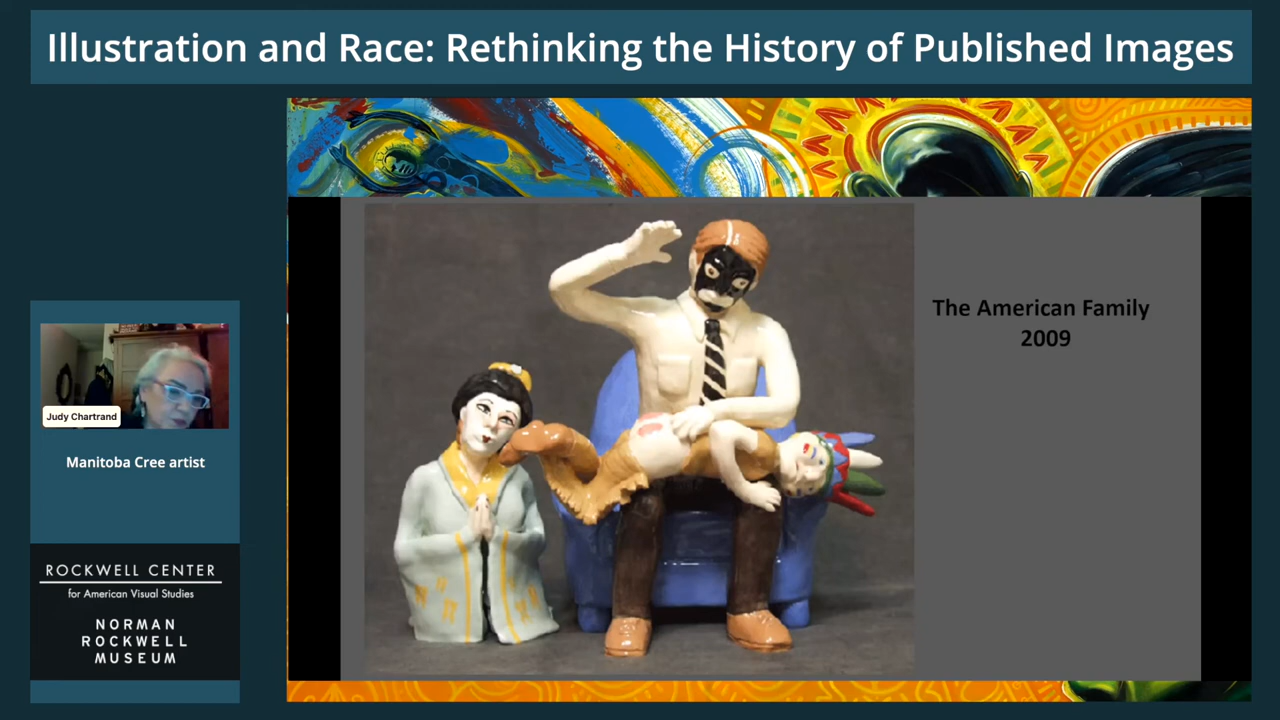 Illustration and Race: Rethinking the History of Published Images
The American Family
2009
Judy Chartrand
Manitoba Cree artist
ROCKWELL CENTER
for American Visual Studies
NORMAN
ROCKWELL
MUSEUM